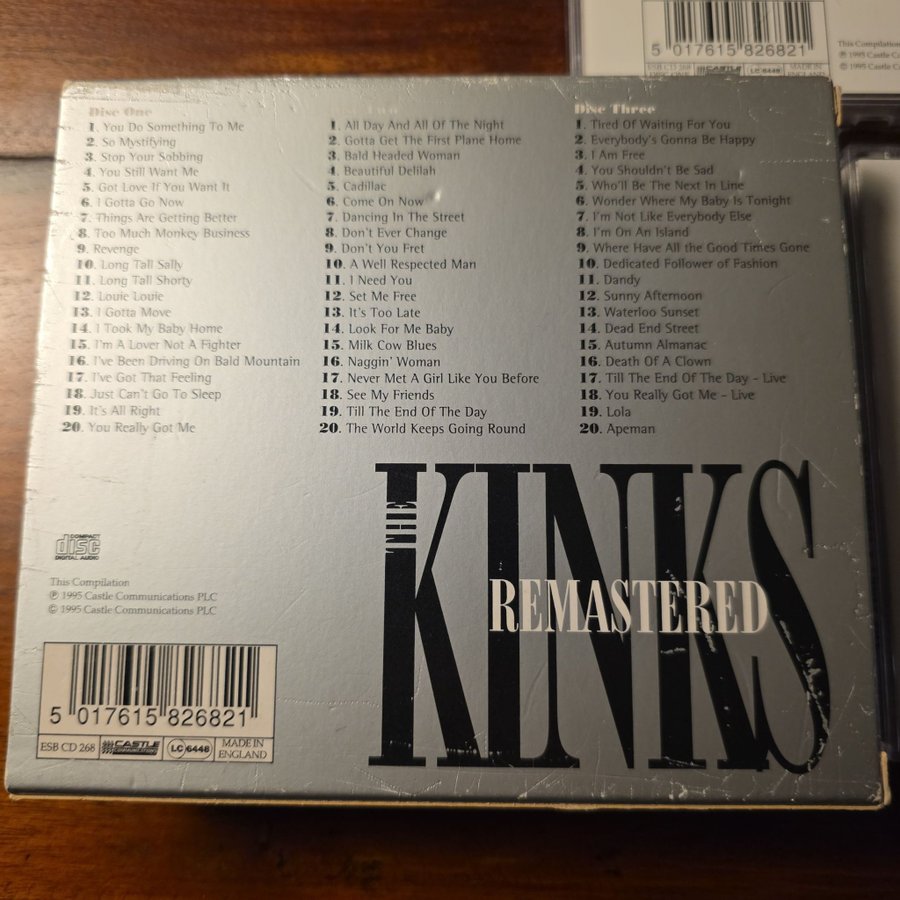 5 017615 826821
This Compilation
℗ 1995 Castle
© 1995 Castle
ESB CD 268
CASTLE
LC 6448
MADE IN
ENGLAND
Disc One
1. You Do Something To Me
2. So Mystifying
3. Stop Your Sobbing
4. You Still Want Me
5. Got Love If You Want It
6. I Gotta Go Now
7. Things Are Getting Better
8. Too Much Monkey Business
9. Revenge
10. Long Tall Sally
11. Long Tall Shorty
12. Louie Louie
13. I Gotta Move
14. I Took My Baby Home
15. I'm A Lover Not A Fighter
16. I've Been Driving On Bald Mountain
17. I've Got That Feeling
18. Just Can't Go To Sleep
19. It's All Right
20. You Really Got Me
Two
1. All Day And All Of The Night
2. Gotta Get The First Plane Home
3. Bald Headed Woman
4. Beautiful Delilah
5. Cadillac
6. Come On Now
7. Dancing In The Street
8. Don't Ever Change
9. Don't You Fret
10. A Well Respected Man
11. I Need You
12. Set Me Free
13. It's Too Late
14. Look For Me Baby
15. Milk Cow Blues
16. Naggin' Woman
17. Never Met A Girl Like You Before
18. See My Friends
19. Till The End Of The Day
20. The World Keeps Going Round
Disc Three
1. Tired Of Waiting For You
2. Everybody's Gonna Be Happy
3. I Am Free
4. You Shouldn't Be Sad
5. Who'll Be The Next In Line
6. Wonder Where My Baby Is Tonight
7. I'm Not Like Everybody Else
8. I'm On An Island
9. Where Have All the Good Times Gone
10. Dedicated Follower of Fashion
11. Dandy
12. Sunny Afternoon
13. Waterloo Sunset
14. Dead End Street
15. Autumn Almanac
16. Death Of A Clown
17. Till The End Of The Day - Live
18. You Really Got Me - Live
19. Lola
20. Apeman
THE KINKS
REMASTERED
COMPACT
disc
DIGITAL AUDIO
This Compilation
℗ 1995 Castle Communications PLC
© 1995 Castle Communications PLC
5 017615 826821
ESB CD 268
CASTLE
COMMUNICATIONS
LC 6448
MADE IN
ENGLAND